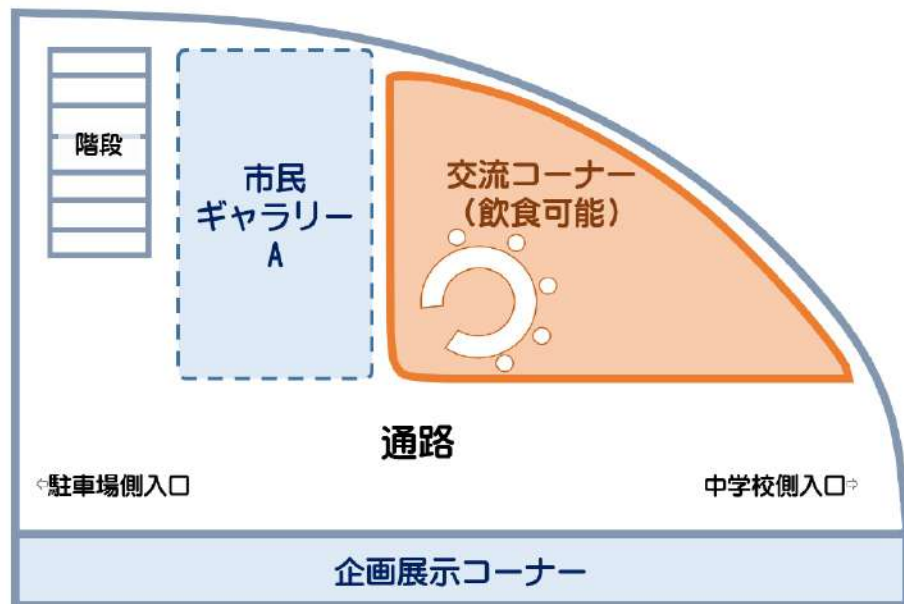 階段
市民
ギャラリー
A
交流コーナー
（飲食可能）
通路
⇦駐車場側入口
中学校側入口⇨
企画展示コーナー